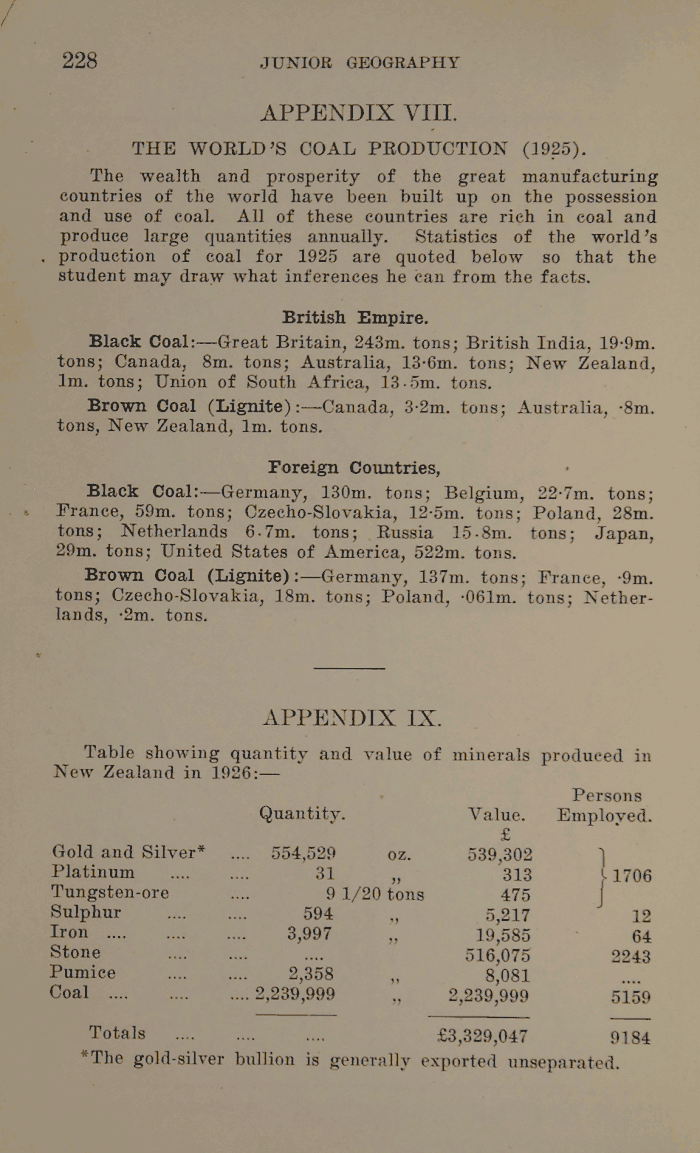 228 JUNIOR GEOGRAPHY
APPENDIX VIII.
THE WORLD'S COAL PRODUCTION (1925).
The wealth and prosperity of the great manufacturing
countries of the world have been built up on the possession
and use of coal. All of these countries are rich in coal and
produce large quantities annually. Statistics of the world's
production of coal for 1925 are quoted below so that the
student may draw what inferences he can from the facts.
British Empire.
Black Coal:—Great Britain, 243m. tons; British India, 19·9m.
tons; Canada, 8m. tons; Australia, 13·6m. tons; New Zealand,
1m. tons; Union of South Africa, 13·5m. tons.
Brown Coal (Lignite):—Canada, 3·2m. tons; Australia, ·8m.
tons, New Zealand, 1m. tons.
Foreign Countries,
Black Coal:—Germany, 130m. tons; Belgium, 22·7m. tons;
France, 59m. tons; Czecho-Slovakia, 12·5m. tons; Poland, 28m.
tons; Netherlands 6·7m. tons; Russia 15·8m. tons; Japan,
29m. tons; United States of America, 522m. tons.
Brown Coal (Lignite):—Germany, 137m. tons; France, ·9m.
tons; Czecho-Slovakia, 18m. tons; Poland, ·061m. tons; Nether-
lands, ·2m. tons.
APPENDIX IX.
Table showing quantity and value of minerals produced in
New Zealand in 1926:—
Persons
Quantity. Value. Employed.
£
Gold and Silver* .... 554,529 oz. 539,302
Platinum .... .... 31 ,, 313 } 1706
Tungsten-ore .... 9 1/20 tons 475
Sulphur .... .... 594 ,, 5,217 12
Iron .... .... .... 3,997 ,, 19,585 64
Stone .... .... .... 516,075 2243
Pumice .... .... 2,358 ,, 8,081 ....
Coal .... .... .... 2,239,999 ,, 2,239,999 5159
Totals .... .... .... £3,329,047 9184
*The gold-silver bullion is generally exported unseparated.